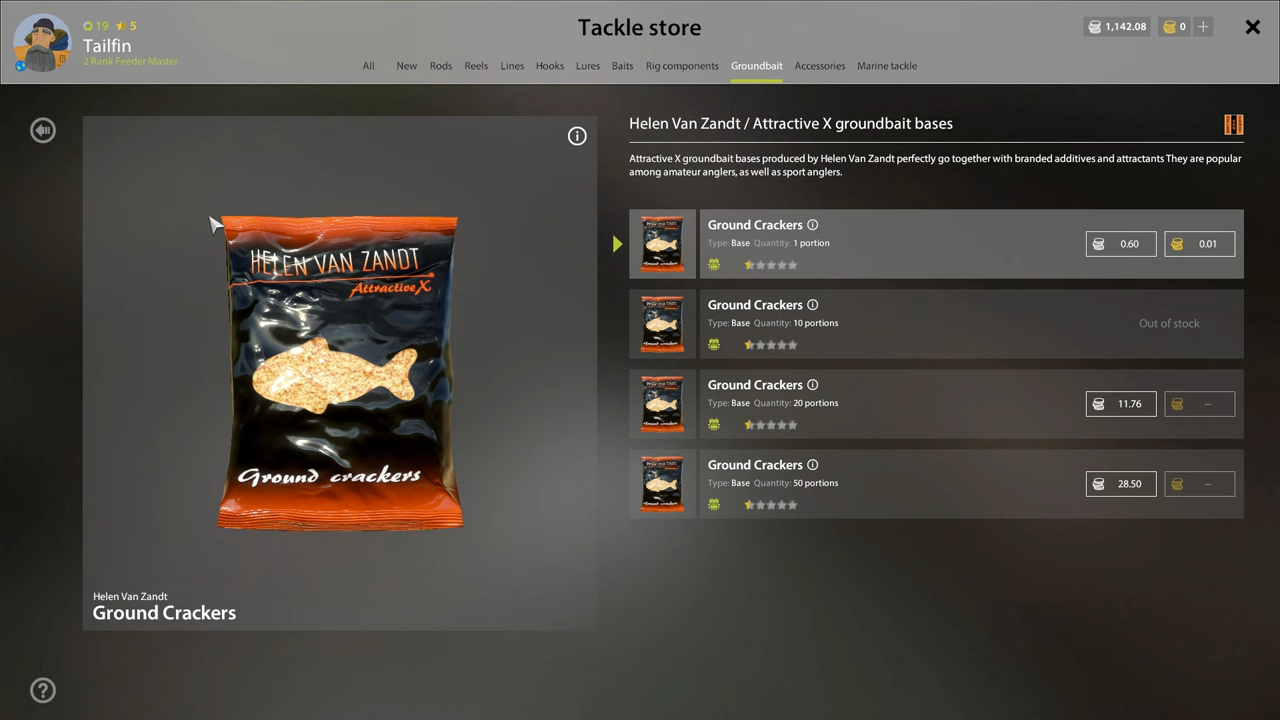 19 5
Tailfin
2 Rank Feeder Master
Tackle store
1,142.08 0 +
All New Rods Reels Lines Hooks Lures Baits Rig components Groundbait Accessories Marine tackle
HELEN VAN ZANDT
Attractive X
Ground crackers
Helen Van Zandt
Ground Crackers
Helen Van Zandt / Attractive X groundbait bases
Attractive X groundbait bases produced by Helen Van Zandt perfectly go together with branded additives and attractants They are popular
among amateur anglers, as well as sport anglers.
Ground Crackers
Type: Base Quantity: 1 portion
0.60 0.01
Ground Crackers
Type: Base Quantity: 10 portions
Out of stock
Ground Crackers
Type: Base Quantity: 20 portions
11.76 --
Ground Crackers
Type: Base Quantity: 50 portions
28.50 --
?